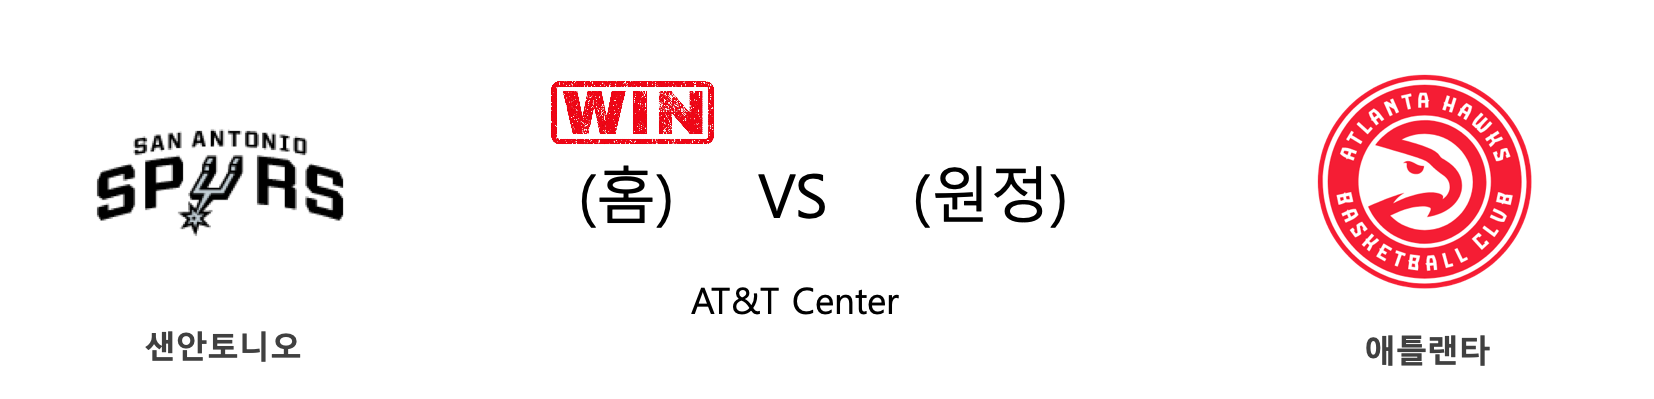 SAN ANTONIO
SPURS
샌안토니오
WIN
(홈) VS (원정)
AT&T Center
ATLANTA HAWKS
BASKETBALL CLUB
애틀랜타